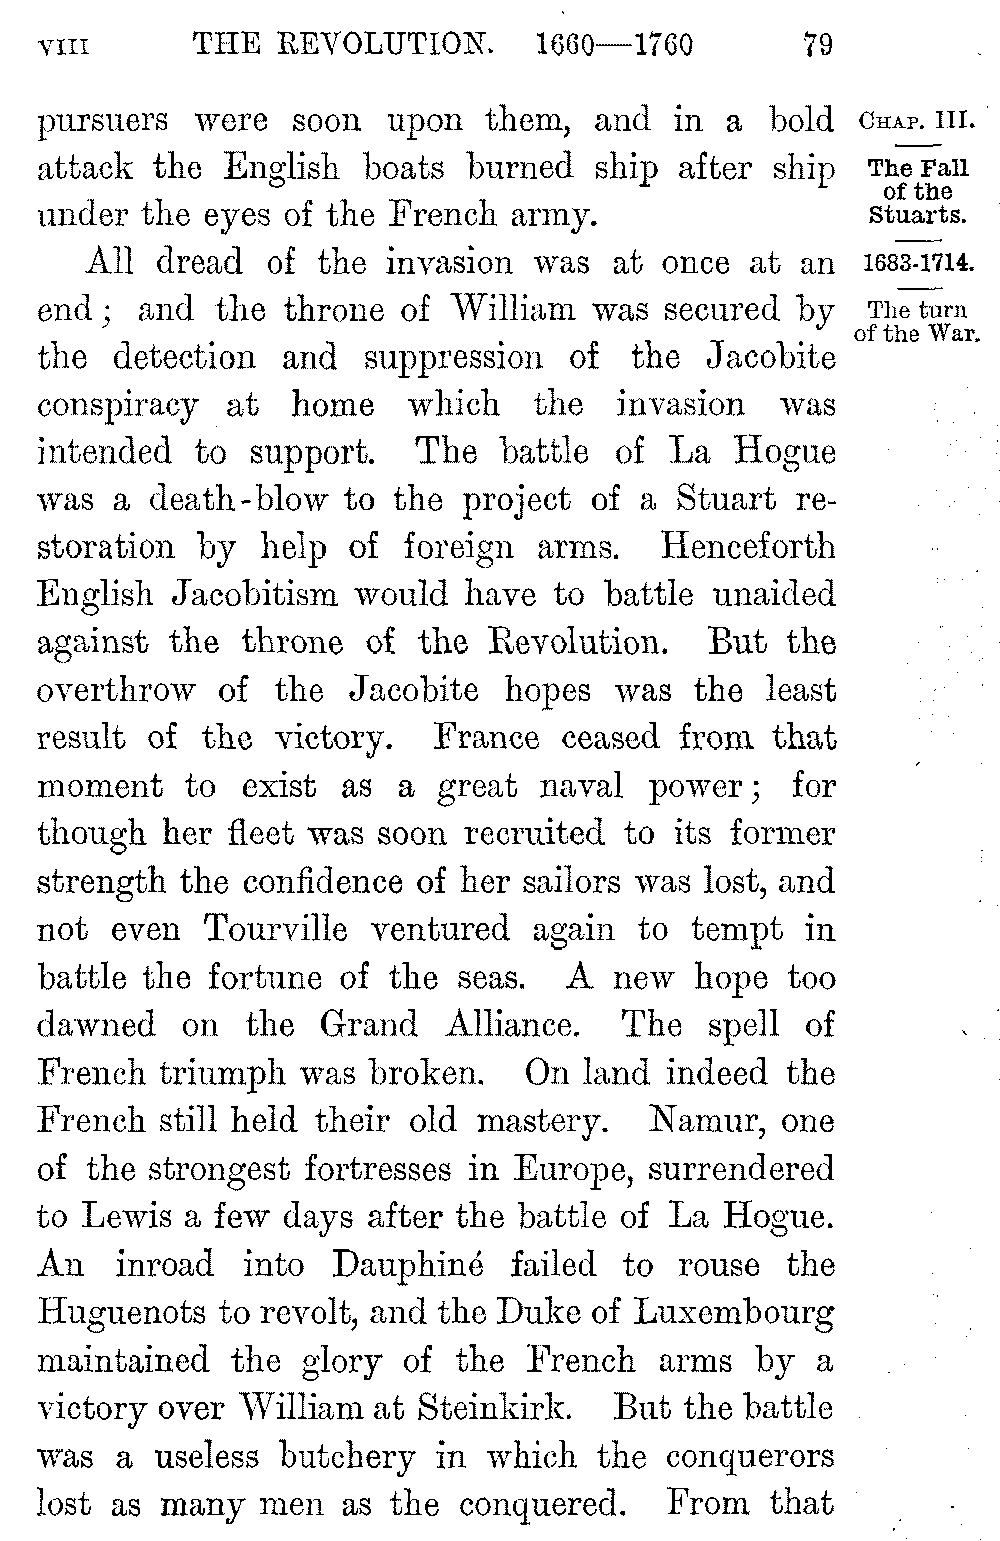 VIII THE REVOLUTION. 1660—1760 79
pursuers were soon upon them, and in a bold
attack the English boats burned ship after ship
under the eyes of the French army.
All dread of the invasion was at once at an
end; and the throne of William was secured by
the detection and suppression of the Jacobite
conspiracy at home which the invasion was
intended to support. The battle of La Hogue
was a death-blow to the project of a Stuart re-
storation by help of foreign arms. Henceforth
English Jacobitism would have to battle unaided
against the throne of the Revolution. But the
overthrow of the Jacobite hopes was the least
result of the victory. France ceased from that
moment to exist as a great naval power; for
though her fleet was soon recruited to its former
strength the confidence of her sailors was lost, and
not even Tourville ventured again to tempt in
battle the fortune of the seas. A new hope too
dawned on the Grand Alliance. The spell of
French triumph was broken. On land indeed the
French still held their old mastery. Namur, one
of the strongest fortresses in Europe, surrendered
to Lewis a few days after the battle of La Hogue.
An inroad into Dauphiné failed to rouse the
Huguenots to revolt, and the Duke of Luxembourg
maintained the glory of the French arms by a
victory over William at Steinkirk. But the battle
was a useless butchery in which the conquerors
lost as many men as the conquered. From that
CHAP. III.
The Fall
of the
Stuarts.
1683-1714.
The turn
of the War.